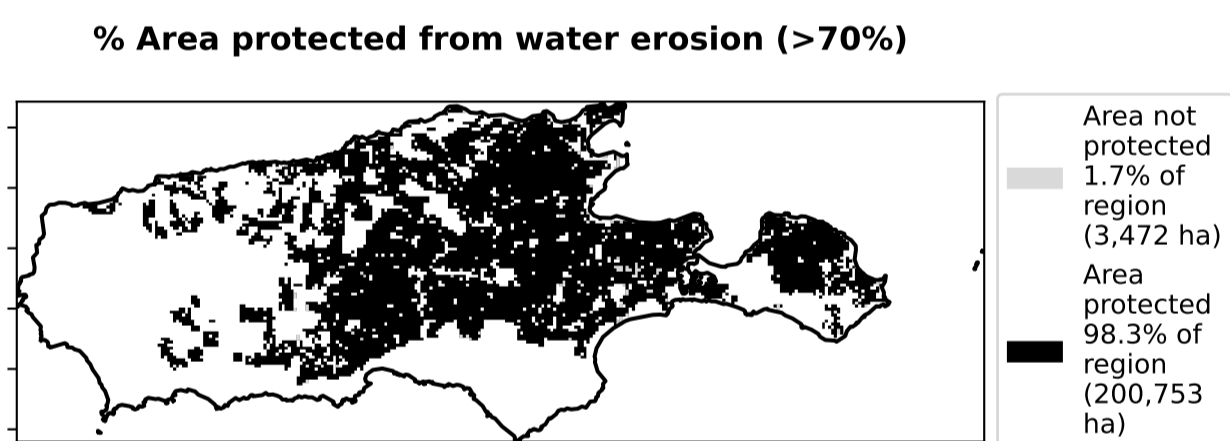 % Area protected from water erosion (>70%)
Area not
protected
1.7% of
region
(3,472 ha)
Area
protected
98.3% of
region
(200,753
ha)